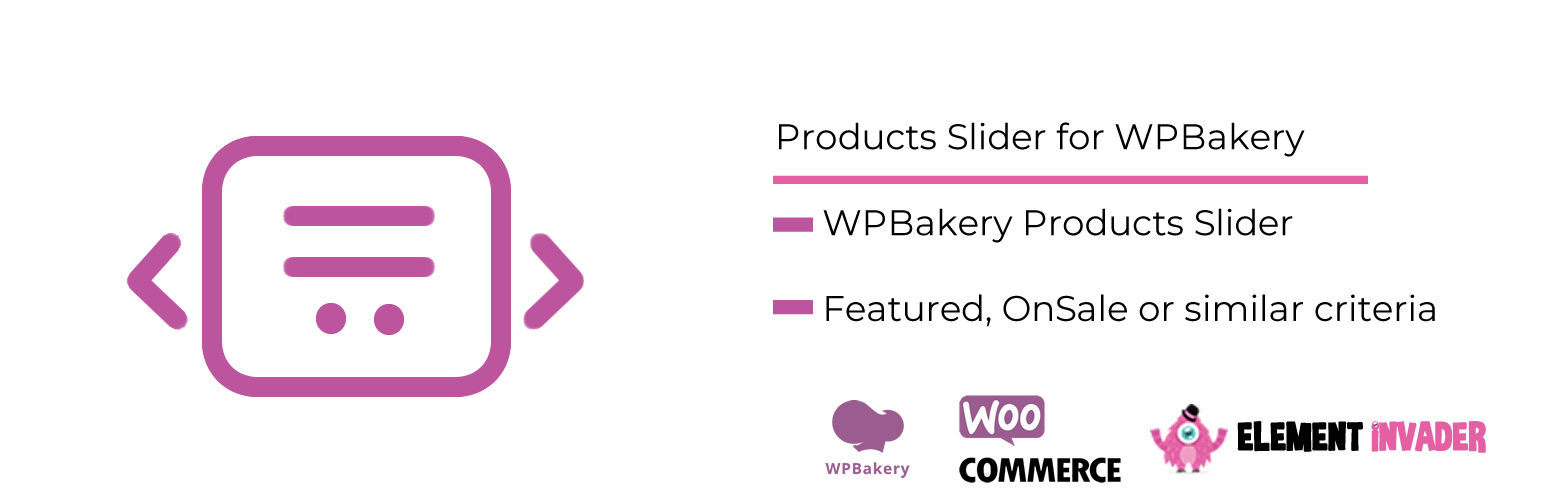 Products Slider for WPBakery
WPBakery Products Slider
Featured, OnSale or similar criteria
WPBakery
WOO
COMMERCE
ELEMENT INVADER